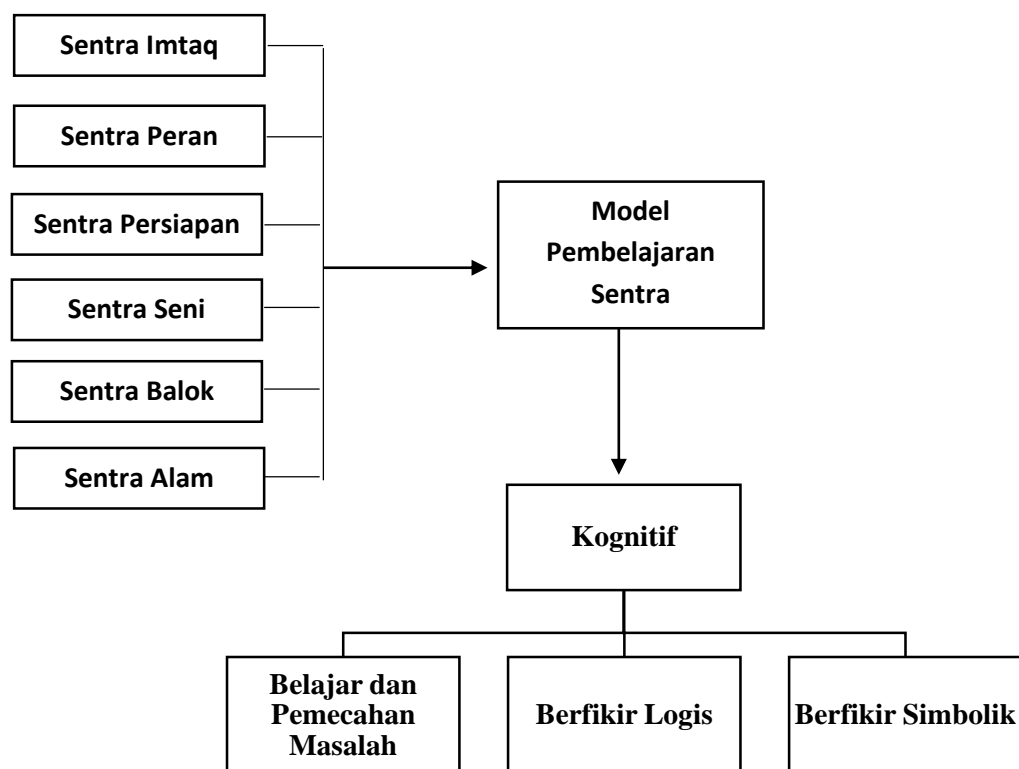 Sentra Imtaq
Sentra Peran
Sentra Persiapan
Sentra Seni
Sentra Balok
Sentra Alam
Model
Pembelajaran
Sentra
Kognitif
Belajar dan
Pemecahan
Masalah
Berfikir Logis
Berfikir Simbolik